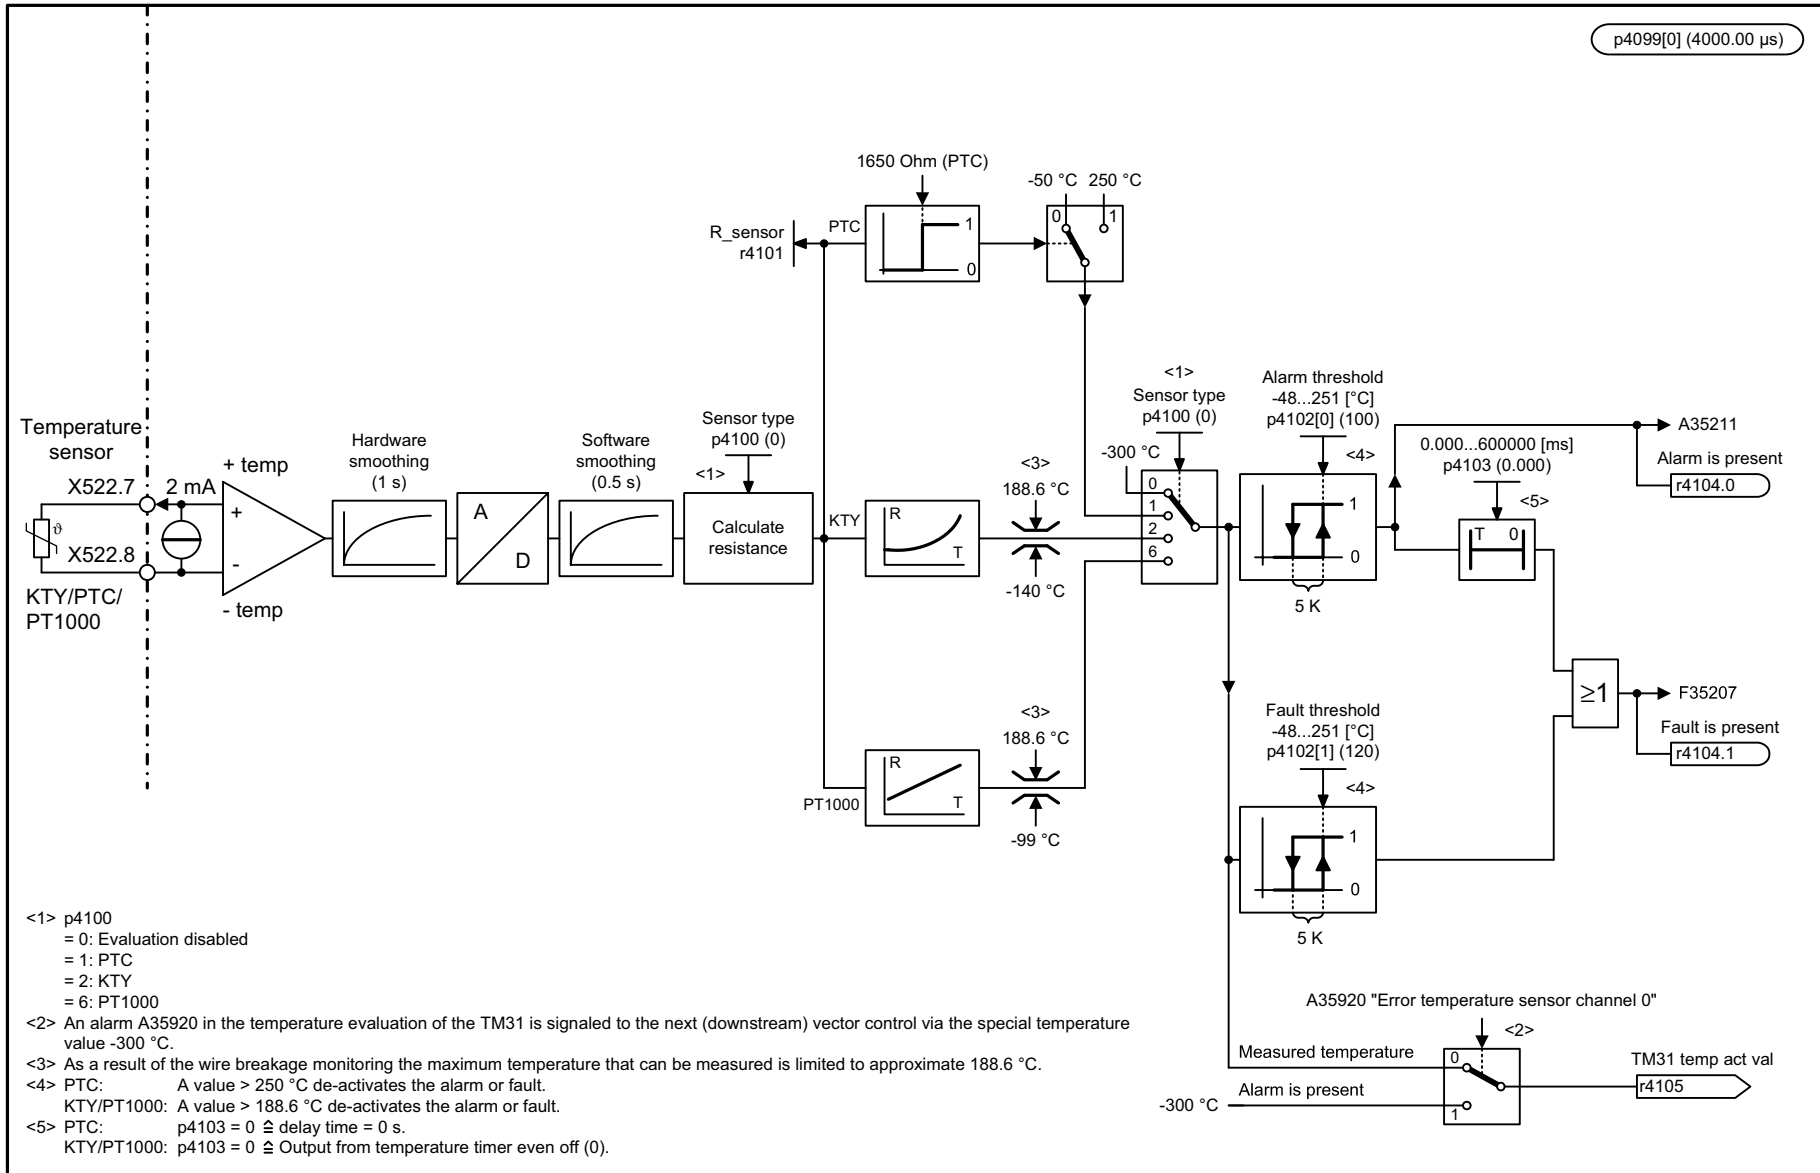 p4099[0] (4000.00 µs)
1650 Ohm (PTC)
-50 °C 250 °C
0 1
R_sensor
r4101
PTC
1
0
<1>
Sensor type
p4100 (0)
Alarm threshold
-48...251 [°C]
p4102[0] (100)
<4>
A35211
0.000...600000 [ms]
p4103 (0.000)
<5>
Alarm is present
r4104.0
Temperature
sensor
X522.7
2 mA
+ temp
+
Hardware
smoothing
(1 s)
Software
smoothing
(0.5 s)
Sensor type
p4100 (0)
<1>
<3>
188.6 °C
-300 °C
0
1
2
6
1
0
T 0
ϑ
X522.8
-
- temp
KTY/PTC/
PT1000
A
D
Calculate
resistance
KTY
R
T
-140 °C
5 K
≥1
F35207
Fault is present
r4104.1
<3>
188.6 °C
Fault threshold
-48...251 [°C]
p4102[1] (120)
<4>
R
T
PT1000
-99 °C
1
0
5 K
<1> p4100
= 0: Evaluation disabled
= 1: PTC
= 2: KTY
= 6: PT1000
<2> An alarm A35920 in the temperature evaluation of the TM31 is signaled to the next (downstream) vector control via the special temperature
value -300 °C.
<3> As a result of the wire breakage monitoring the maximum temperature that can be measured is limited to approximate 188.6 °C.
<4> PTC: A value > 250 °C de-activates the alarm or fault.
KTY/PT1000: A value > 188.6 °C de-activates the alarm or fault.
<5> PTC: p4103 = 0 ≙ delay time = 0 s.
KTY/PT1000: p4103 = 0 ≙ Output from temperature timer even off (0).
A35920 "Error temperature sensor channel 0"
<2>
Measured temperature
0
TM31 temp act val
r4105
Alarm is present
-300 °C
1